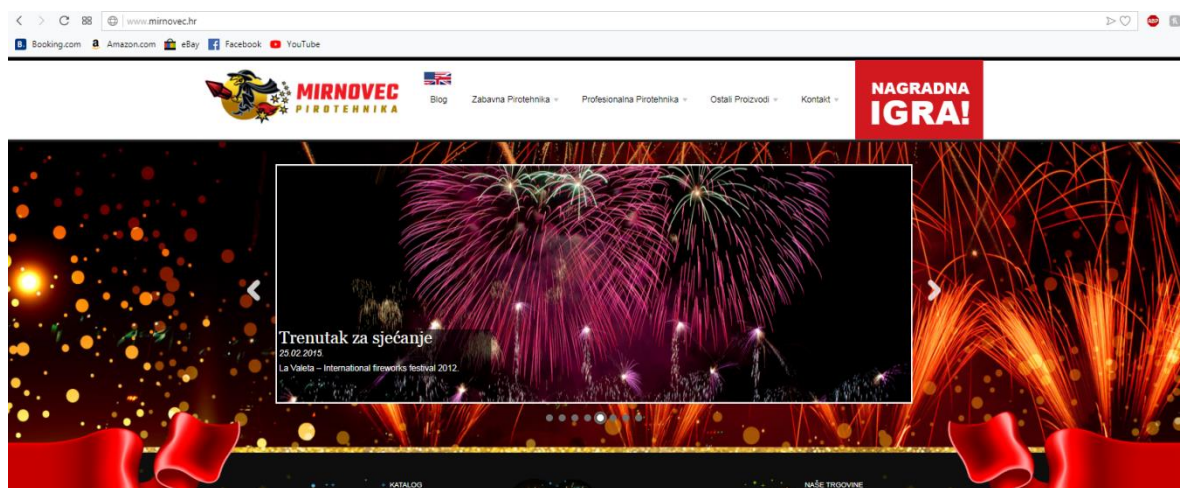 www.mirnovec.hr
ABP
B. Booking.com a Amazon.com eBay f Facebook YouTube
MIRNOVEC
PIROTEHNIKA
Blog Zabavna Pirotehnika Profesionalna Pirotehnika Ostali Proizvodi Kontakt
NAGRADNA
IGRA!
Trenutak za sjećanje
25.02.2015.
La Valeta – International fireworks festival 2012.
KATALOG NAŠE TRGOVINE